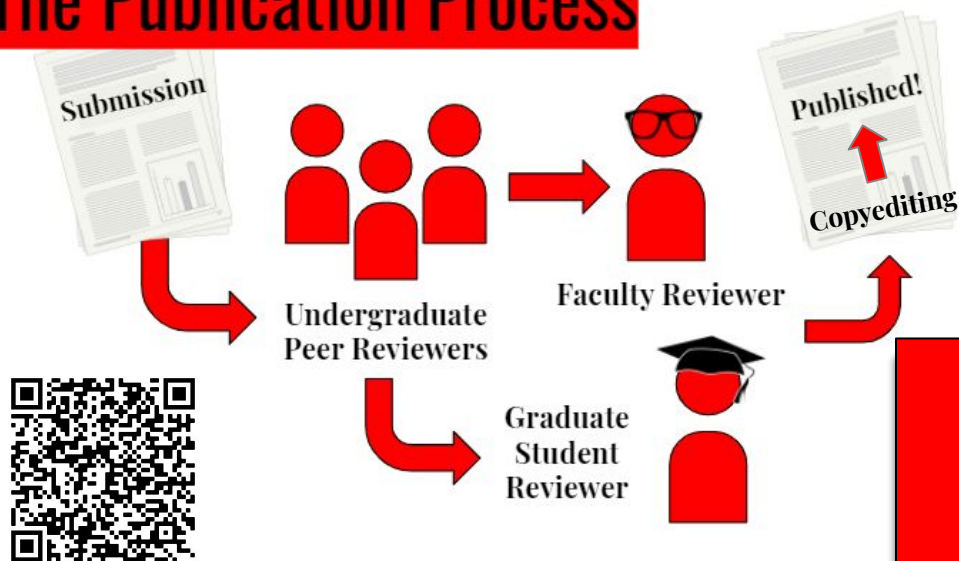 The Publication Process
Submission
Undergraduate
Peer Reviewers
Faculty Reviewer
Graduate
Student
Reviewer
Published!
Copyediting